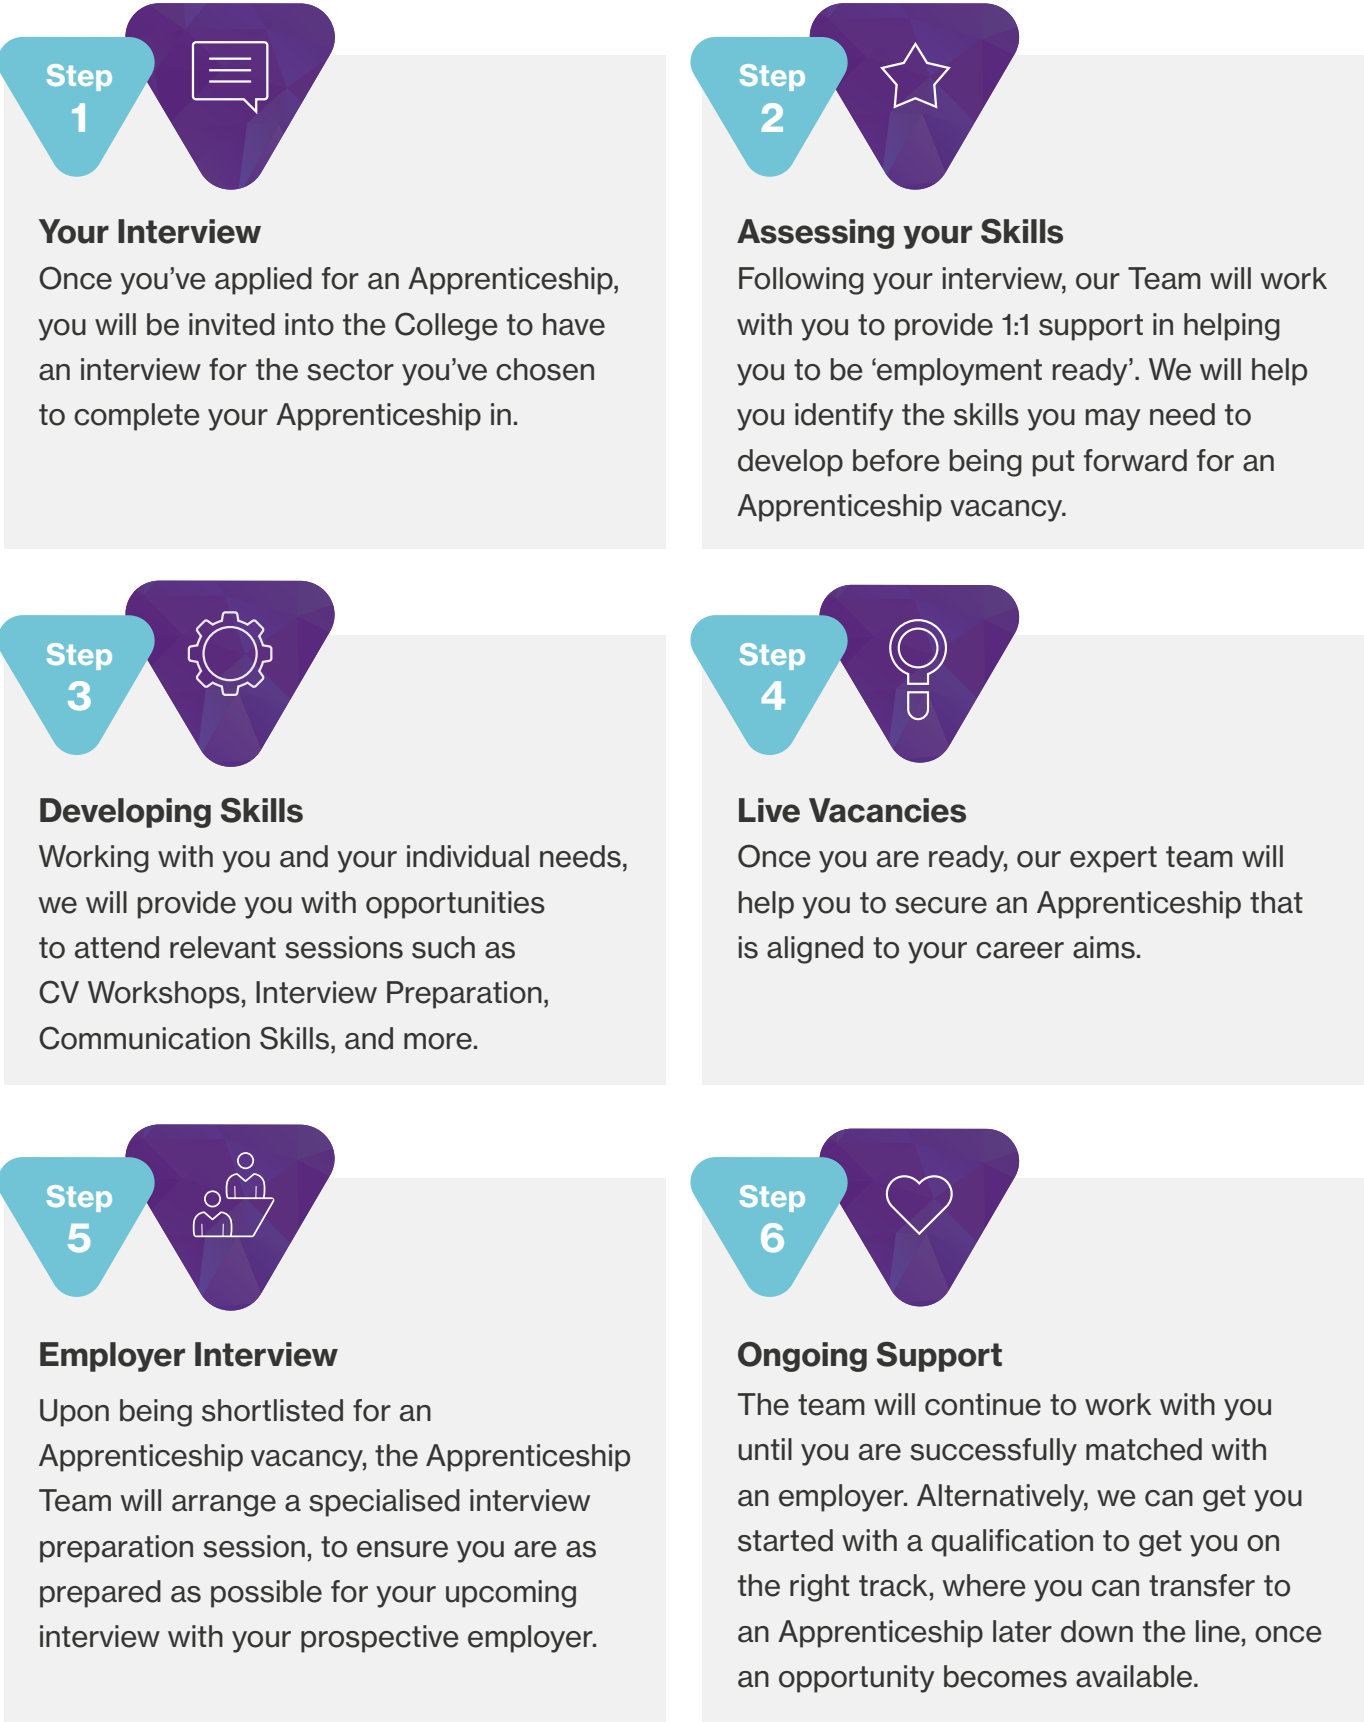 Step
1
Your Interview
Once you’ve applied for an Apprenticeship,
you will be invited into the College to have
an interview for the sector you’ve chosen
to complete your Apprenticeship in.
Step
2
Assessing your Skills
Following your interview, our Team will work
with you to provide 1:1 support in helping
you to be ‘employment ready’. We will help
you identify the skills you may need to
develop before being put forward for an
Apprenticeship vacancy.
Step
3
Developing Skills
Working with you and your individual needs,
we will provide you with opportunities
to attend relevant sessions such as
CV Workshops, Interview Preparation,
Communication Skills, and more.
Step
4
Live Vacancies
Once you are ready, our expert team will
help you to secure an Apprenticeship that
is aligned to your career aims.
Step
5
Employer Interview
Upon being shortlisted for an
Apprenticeship vacancy, the Apprenticeship
Team will arrange a specialised interview
preparation session, to ensure you are as
prepared as possible for your upcoming
interview with your prospective employer.
Step
6
Ongoing Support
The team will continue to work with you
until you are successfully matched with
an employer. Alternatively, we can get you
started with a qualification to get you on
the right track, where you can transfer to
an Apprenticeship later down the line, once
an opportunity becomes available.